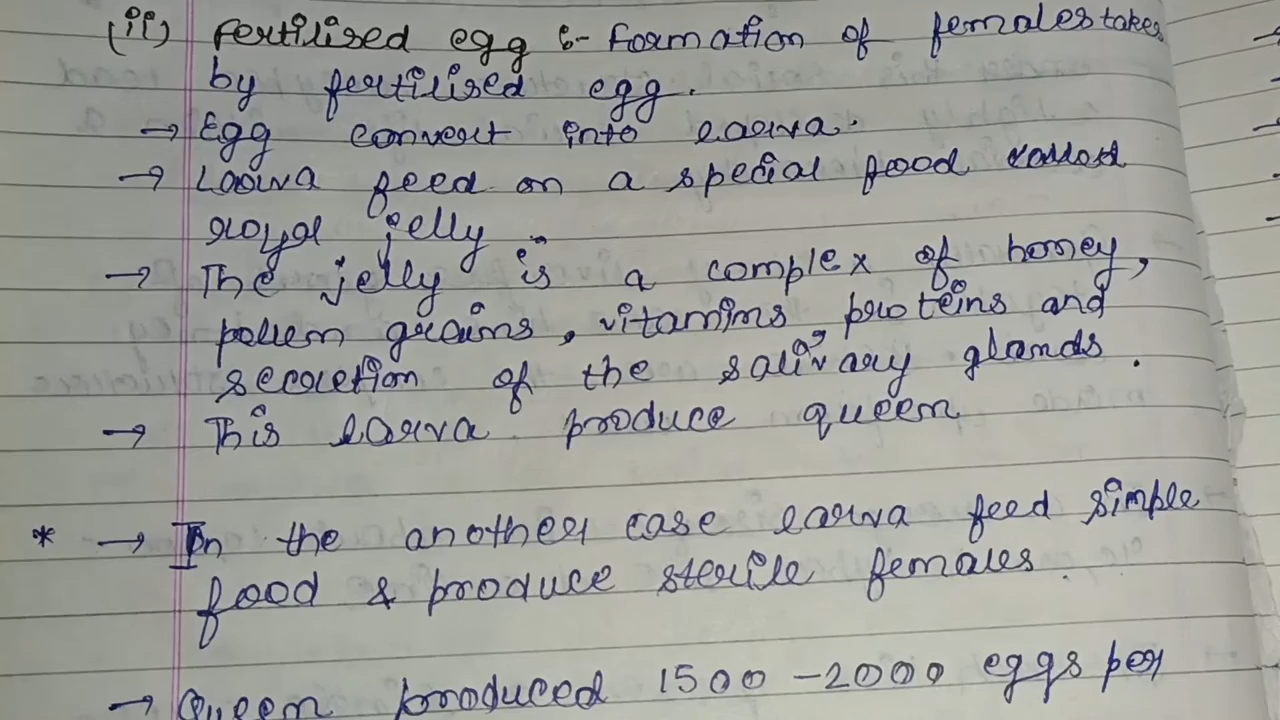 (ii) Fertilised egg :- Formation of females takes
by fertilised egg.
→ Egg convert into larva.
→ Larva feed on a special food called
royal jelly
→ The jelly is a complex of honey,
pollen grains, vitamins, proteins and
secretion of the salivary glands.
→ This larva produce queen
* → In the another case larva feed simple
food & produce sterile females.
→ Queen produced 1500 - 2000 eggs per